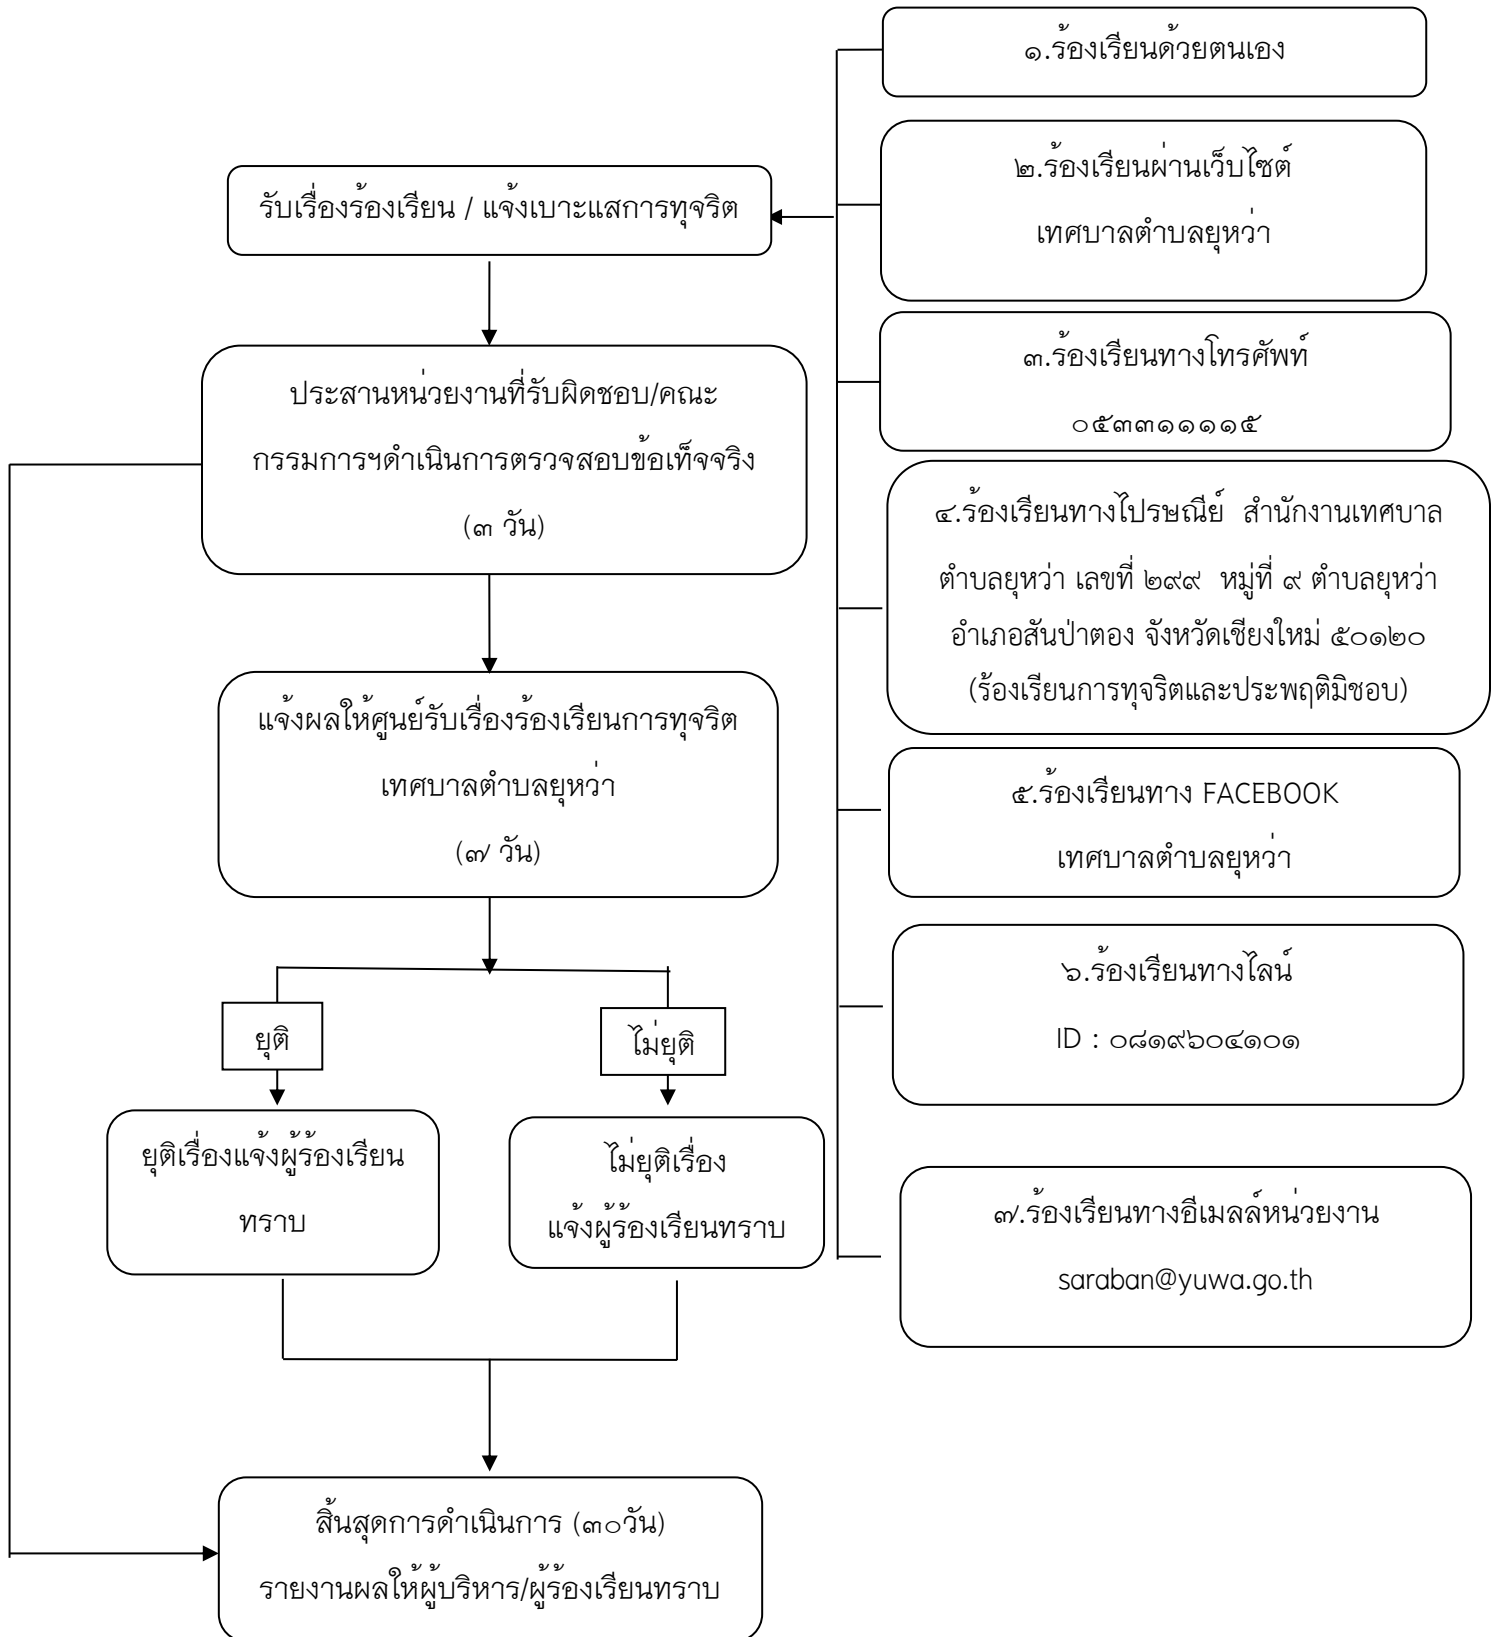 ๑.ร้องเรียนด้วยตนเอง
๒.ร้องเรียนผ่านเว็บไซต์
เทศบาลตำบลยุหว่า
รับเรื่องร้องเรียน / แจ้งเบาะแสการทุจริต
๓.ร้องเรียนทางโทรศัพท์
๐๕๓๓๑๑๑๑๕
ประสานหน่วยงานที่รับผิดชอบ/คณะ
กรรมการฯดำเนินการตรวจสอบข้อเท็จจริง
(๓ วัน)
๔.ร้องเรียนทางไปรษณีย์  สำนักงานเทศบาล
ตำบลยุหว่า เลขที่ ๒๙๙  หมู่ที่ ๙ ตำบลยุหว่า
อำเภอสันป่าตอง จังหวัดเชียงใหม่ ๕๐๑๒๐
(ร้องเรียนการทุจริตและประพฤติมิชอบ)
แจ้งผลให้ศูนย์รับเรื่องร้องเรียนการทุจริต
เทศบาลตำบลยุหว่า
(๗ วัน)
๕.ร้องเรียนทาง FACEBOOK
เทศบาลตำบลยุหว่า
๖.ร้องเรียนทางไลน์
ID : ๐๘๑๙๖๐๔๑๐๑
ยุติ
ไม่ยุติ
ยุติเรื่องแจ้งผู้ร้องเรียน
ทราบ
ไม่ยุติเรื่อง
แจ้งผู้ร้องเรียนทราบ
๗.ร้องเรียนทางอีเมลล์หน่วยงาน
saraban@yuwa.go.th
สิ้นสุดการดำเนินการ (๓๐วัน)
รายงานผลให้ผู้บริหาร/ผู้ร้องเรียนทราบ